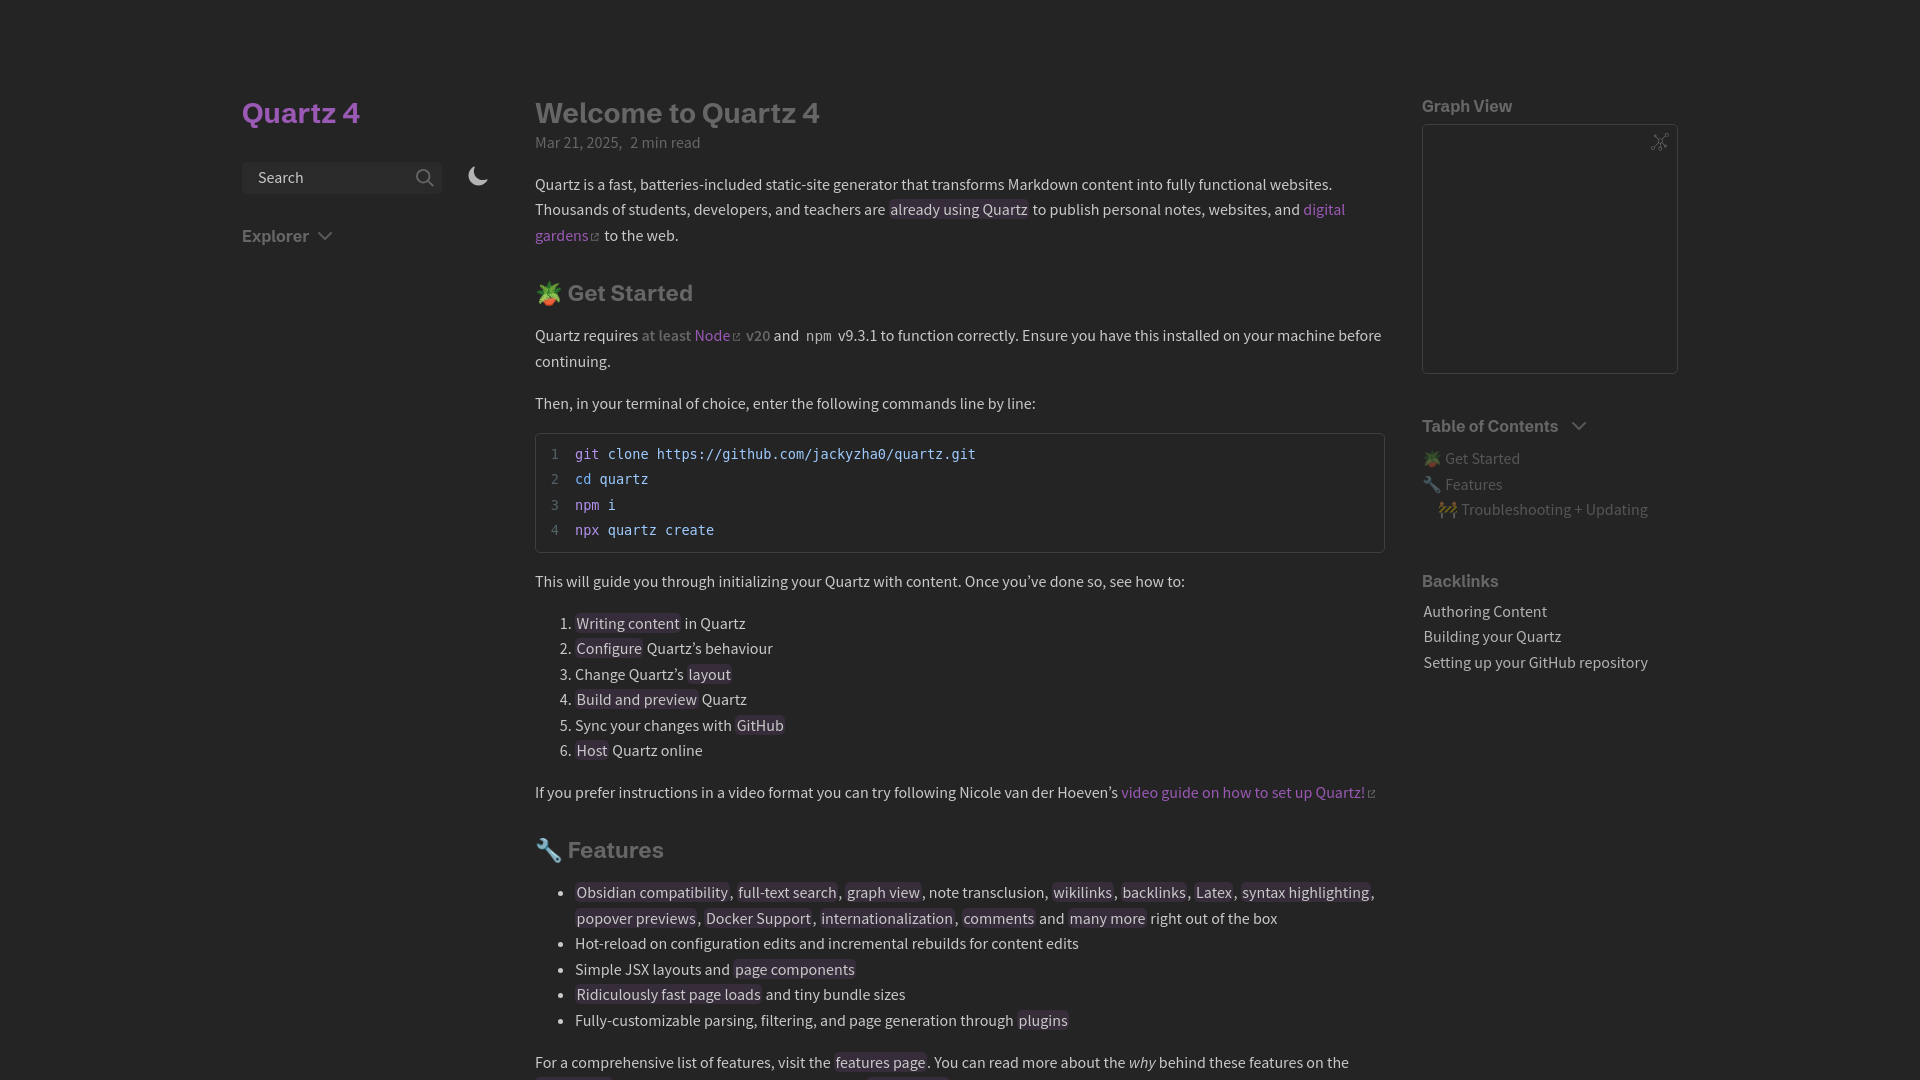 Quartz 4
Search
Explorer
Welcome to Quartz 4
Mar 21, 2025, 2 min read
Quartz is a fast, batteries-included static-site generator that transforms Markdown content into fully functional websites.
Thousands of students, developers, and teachers are already using Quartz to publish personal notes, websites, and digital
gardens to the web.
🪴 Get Started
Quartz requires at least Node v20 and npm v9.3.1 to function correctly. Ensure you have this installed on your machine before
continuing.
Then, in your terminal of choice, enter the following commands line by line:
1 git clone https://github.com/jackyzha0/quartz.git
2 cd quartz
3 npm i
4 npx quartz create
This will guide you through initializing your Quartz with content. Once you’ve done so, see how to:
1. Writing content in Quartz
2. Configure Quartz’s behaviour
3. Change Quartz’s layout
4. Build and preview Quartz
5. Sync your changes with GitHub
6. Host Quartz online
If you prefer instructions in a video format you can try following Nicole van der Hoeven’s video guide on how to set up Quartz!
🔧 Features
• Obsidian compatibility, full-text search, graph view, note transclusion, wikilinks, backlinks, Latex, syntax highlighting,
popover previews, Docker Support, internationalization, comments and many more right out of the box
• Hot-reload on configuration edits and incremental rebuilds for content edits
• Simple JSX layouts and page components
• Ridiculously fast page loads and tiny bundle sizes
• Fully-customizable parsing, filtering, and page generation through plugins
For a comprehensive list of features, visit the features page. You can read more about the why behind these features on the
Graph View
Table of Contents
🪴 Get Started
🔧 Features
🚧 Troubleshooting + Updating
Backlinks
Authoring Content
Building your Quartz
Setting up your GitHub repository